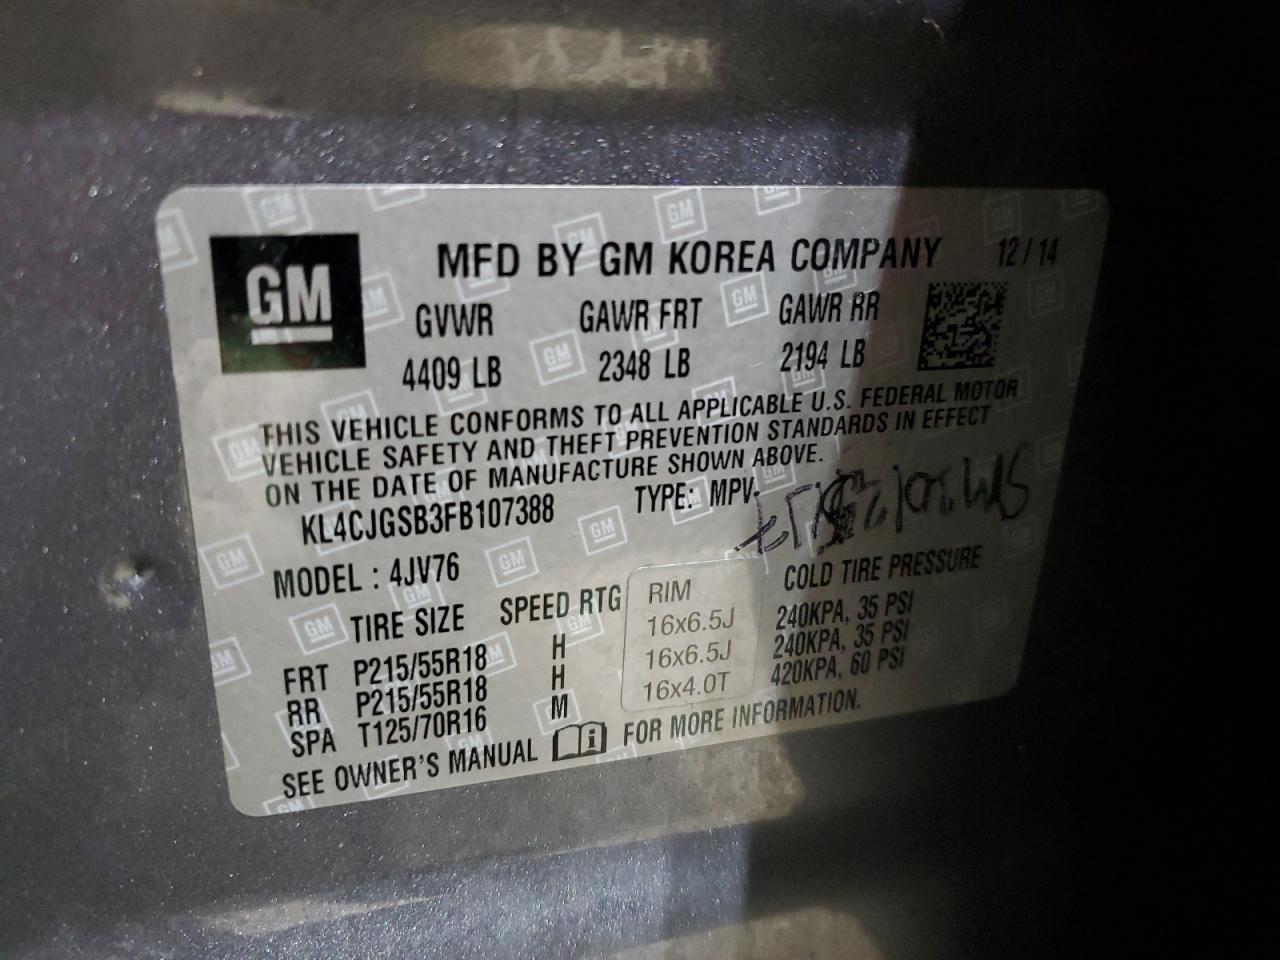 GM
MFD BY GM KOREA COMPANY 12/14
GVWR GAWR FRT GAWR RR
4409 LB 2348 LB 2194 LB
THIS VEHICLE CONFORMS TO ALL APPLICABLE U.S. FEDERAL MOTOR
VEHICLE SAFETY AND THEFT PREVENTION STANDARDS IN EFFECT
ON THE DATE OF MANUFACTURE SHOWN ABOVE.
KL4CJGSB3FB107388 TYPE: MPV
MODEL : 4JV76
TIRE SIZE SPEED RTG RIM COLD TIRE PRESSURE
FRT P215/55R18 H 16x6.5J 240KPA, 35 PSI
RR P215/55R18 H 16x6.5J 240KPA, 35 PSI
SPA T125/70R16 M 16x4.0T 420KPA, 60 PSI
SEE OWNER'S MANUAL i FOR MORE INFORMATION.